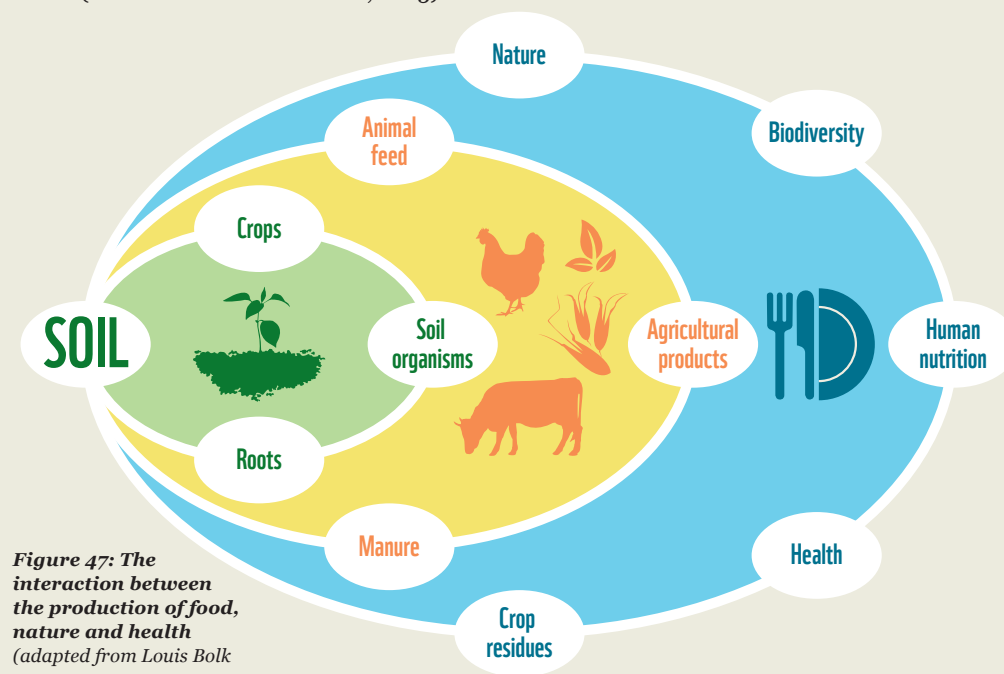 Nature
Biodiversity
Animal
feed
Crops
SOIL
Soil
organisms
Agricultural
products
Human
nutrition
Roots
Manure
Health
Crop
residues
Figure 47: The
interaction between
the production of food,
nature and health
(adapted from Louis Bolk